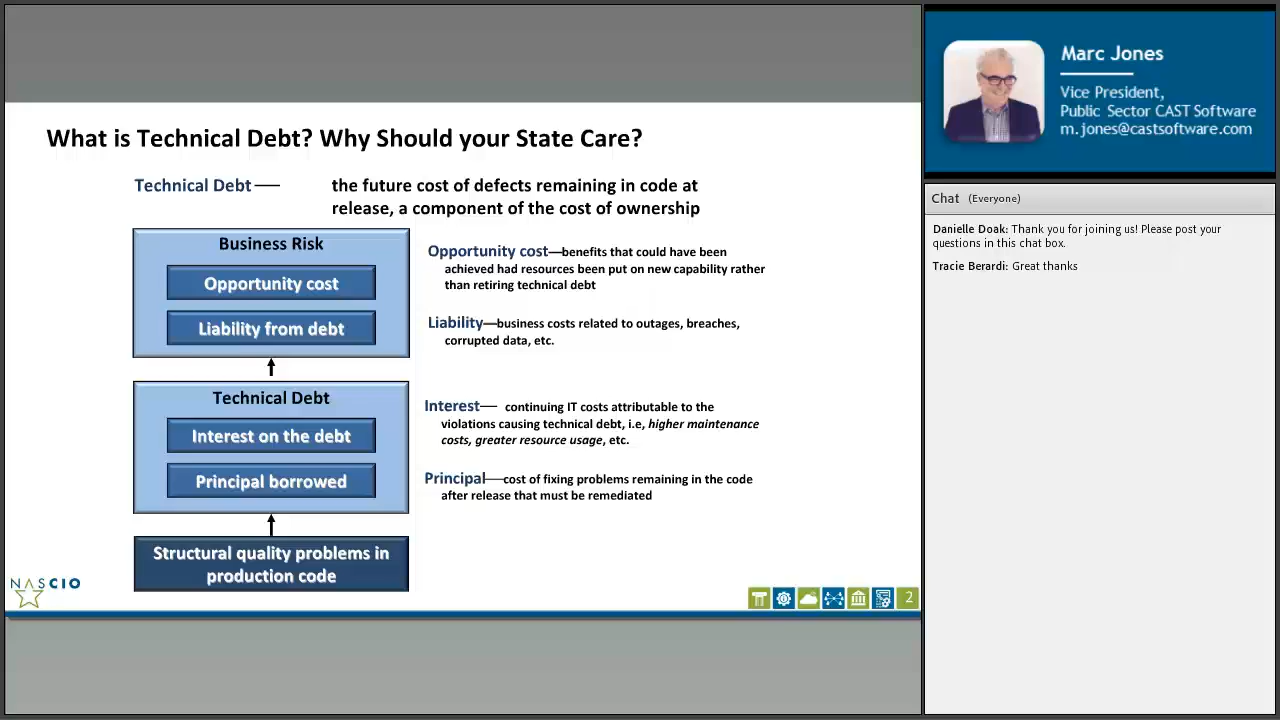 What is Technical Debt? Why Should your State Care?
Technical Debt —
the future cost of defects remaining in code at
release, a component of the cost of ownership
Business Risk
Opportunity cost
Liability from debt
Opportunity cost—benefits that could have been
achieved had resources been put on new capability rather
than retiring technical debt
Liability—business costs related to outages, breaches,
corrupted data, etc.
Technical Debt
Interest on the debt
Principal borrowed
Interest— continuing IT costs attributable to the
violations causing technical debt, i.e, higher maintenance
costs, greater resource usage, etc.
Principal—cost of fixing problems remaining in the code
after release that must be remediated
Structural quality problems in
production code
NASCIO
2
Marc Jones
Vice President,
Public Sector CAST Software
m.jones@castsoftware.com
Chat (Everyone)
Danielle Doak: Thank you for joining us! Please post your
questions in this chat box.
Tracie Berardi: Great thanks